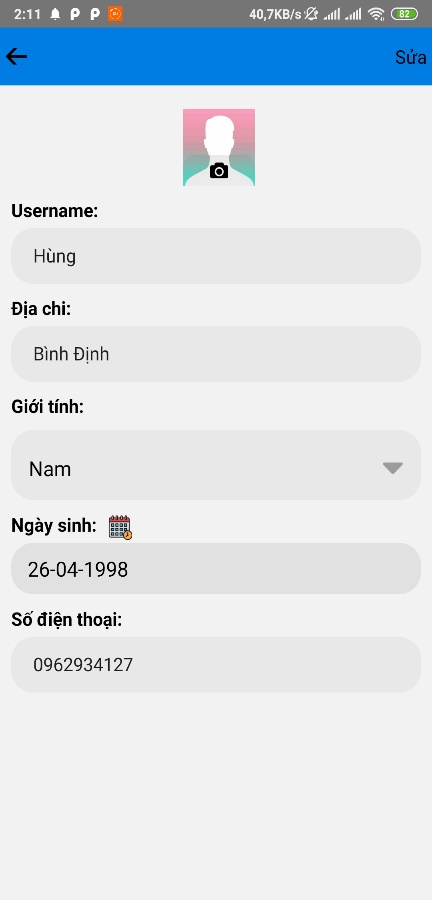 2:11
40,7KB/s
82
Sửa
Username:
Hùng
Địa chi:
Bình Định
Giới tính:
Nam
Ngày sinh:
26-04-1998
Số điện thoại:
0962934127